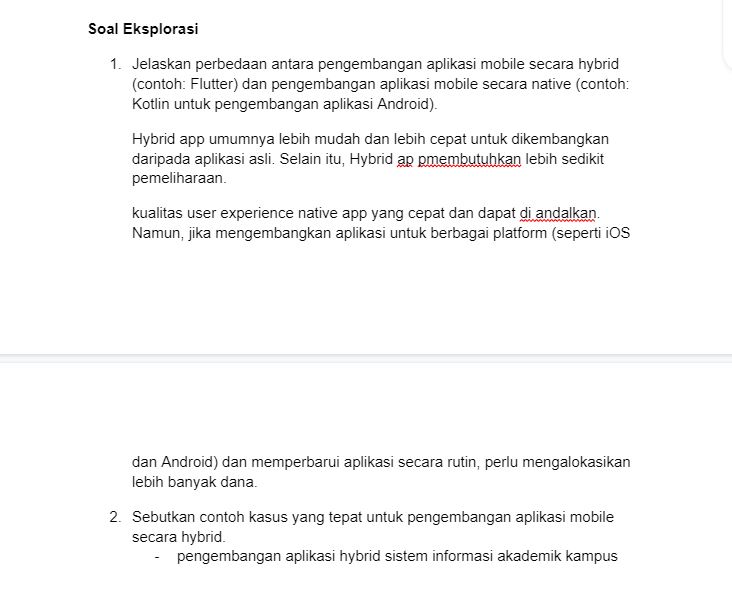 Soal Eksplorasi
1. Jelaskan perbedaan antara pengembangan aplikasi mobile secara hybrid
(contoh: Flutter) dan pengembangan aplikasi mobile secara native (contoh:
Kotlin untuk pengembangan aplikasi Android).
Hybrid app umumnya lebih mudah dan lebih cepat untuk dikembangkan
daripada aplikasi asli. Selain itu, Hybrid ap pmembutuhkan lebih sedikit
pemeliharaan.
kualitas user experience native app yang cepat dan dapat di andalkan.
Namun, jika mengembangkan aplikasi untuk berbagai platform (seperti iOS
dan Android) dan memperbarui aplikasi secara rutin, perlu mengalokasikan
lebih banyak dana.
2. Sebutkan contoh kasus yang tepat untuk pengembangan aplikasi mobile
secara hybrid.
- pengembangan aplikasi hybrid sistem informasi akademik kampus